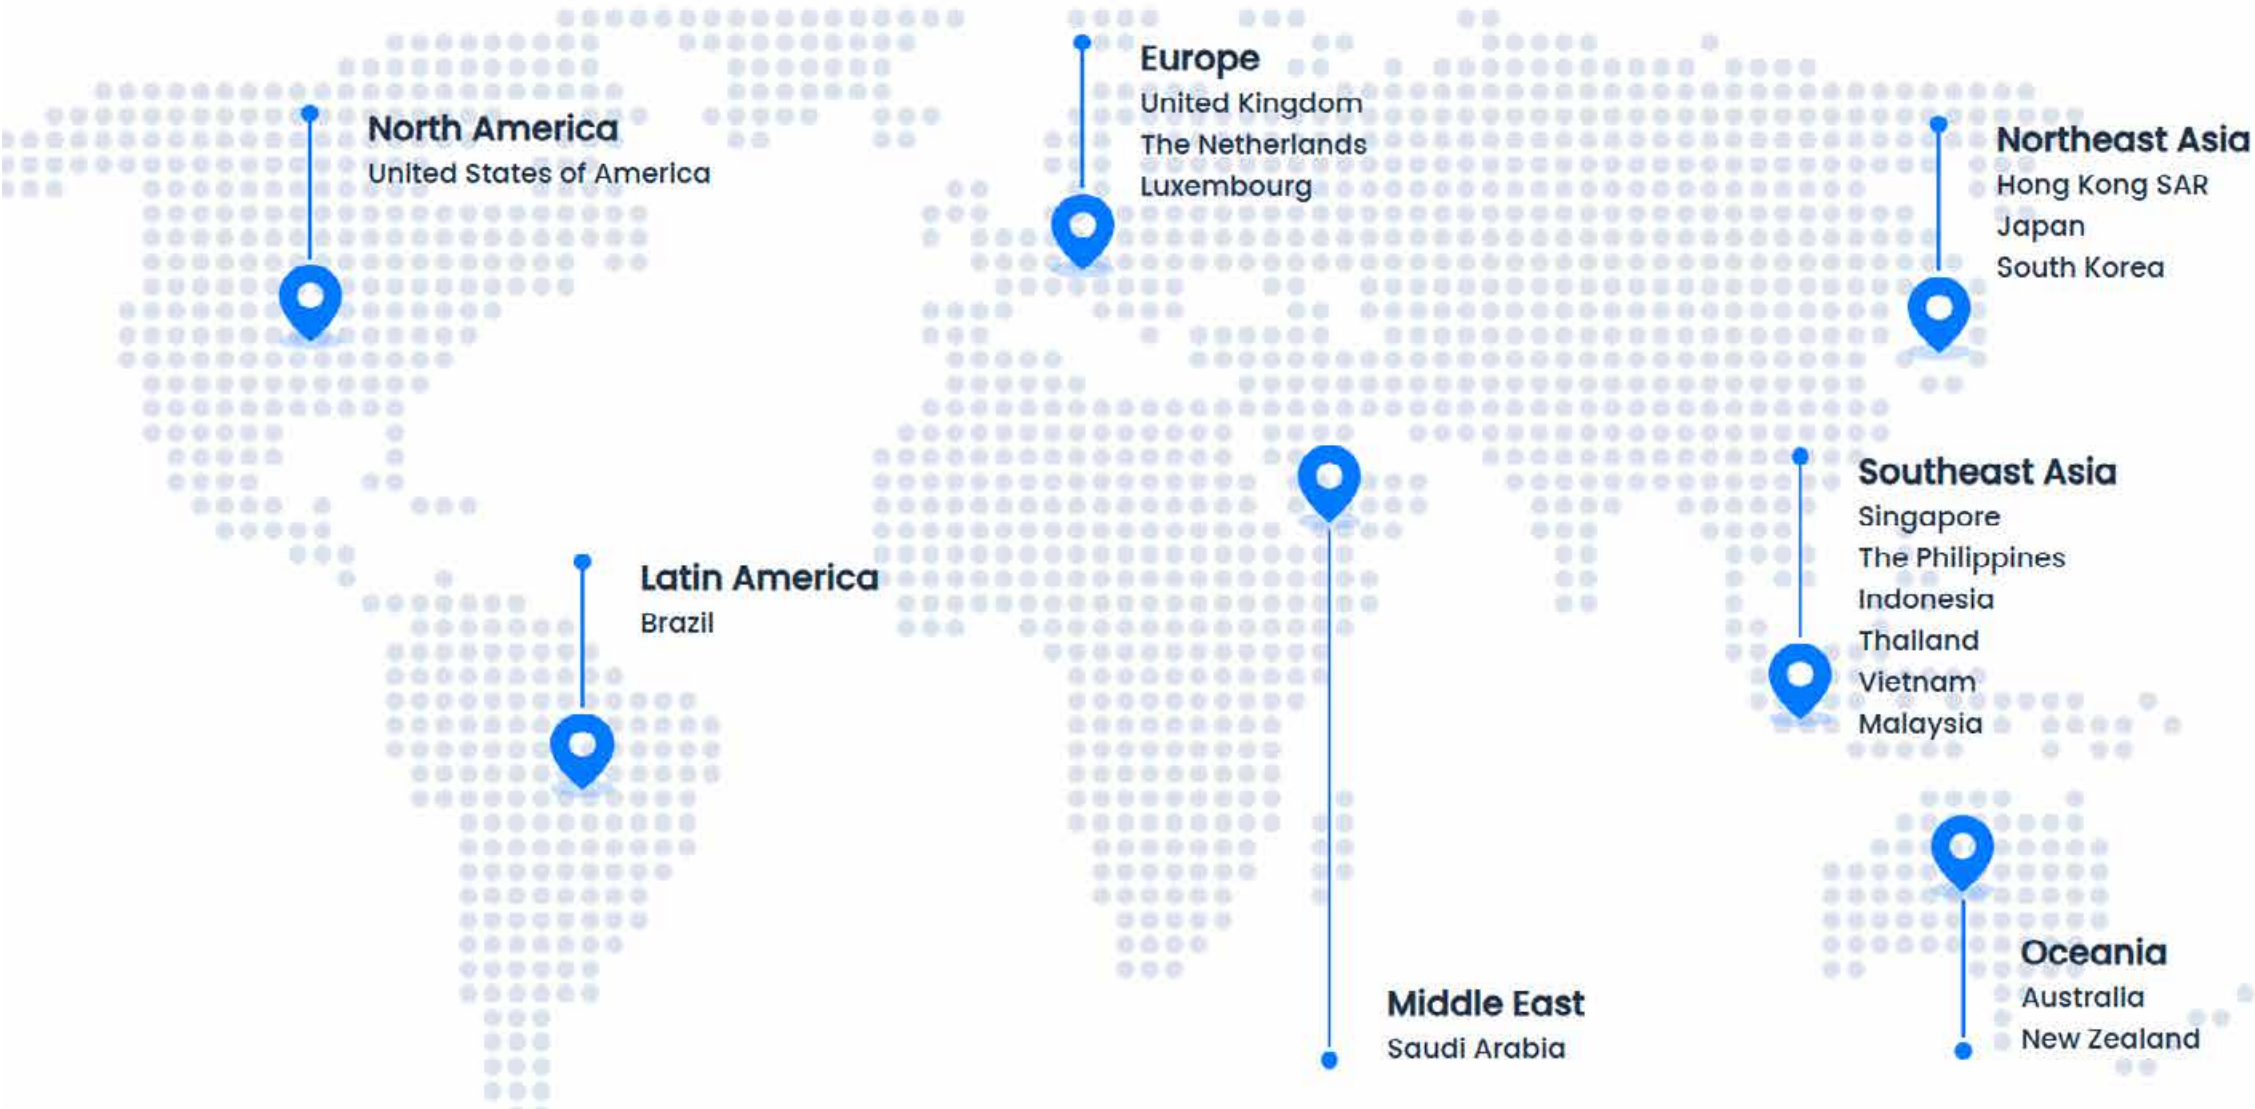 North America
United States of America
Europe
United Kingdom
The Netherlands
Luxembourg
Northeast Asia
Hong Kong SAR
Japan
South Korea
Latin America
Brazil
Southeast Asia
Singapore
The Philippines
Indonesia
Thailand
Vietnam
Malaysia
Middle East
Saudi Arabia
Oceania
Australia
New Zealand